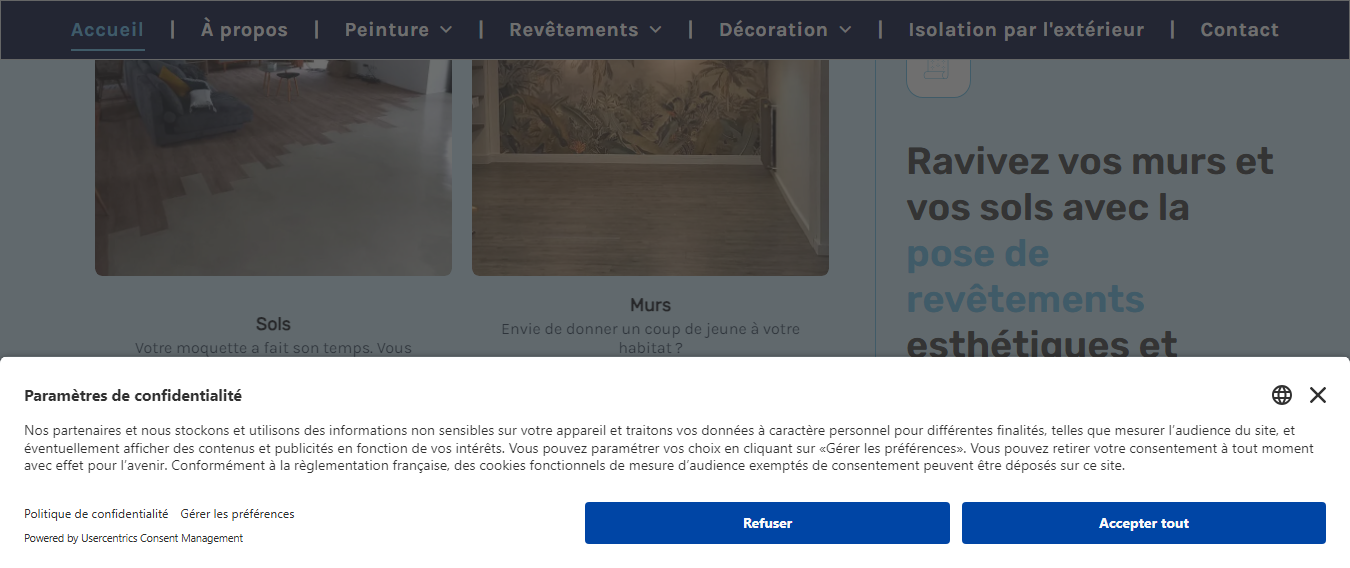 Accueil | À propos | Peinture | Revêtements | Décoration | Isolation par l'extérieur | Contact
Ravivez vos murs et
vos sols avec la
pose de
revêtements
esthétiques et
Sols
Votre moquette a fait son temps. Vous
Murs
Envie de donner un coup de jeune à votre
habitat ?
Paramètres de confidentialité
Nos partenaires et nous stockons et utilisons des informations non sensibles sur votre appareil et traitons vos données à caractère personnel pour différentes finalités, telles que mesurer l'audience du site, et
éventuellement afficher des contenus et publicités en fonction de vos intérêts. Vous pouvez paramétrer vos choix en cliquant sur «Gérer les préférences». Vous pouvez retirer votre consentement à tout moment
avec effet pour l'avenir. Conformément à la règlementation française, des cookies fonctionnels de mesure d'audience exemptés de consentement peuvent être déposés sur ce site.
Politique de confidentialité Gérer les préférences
Powered by Usercentrics Consent Management
Refuser
Accepter tout